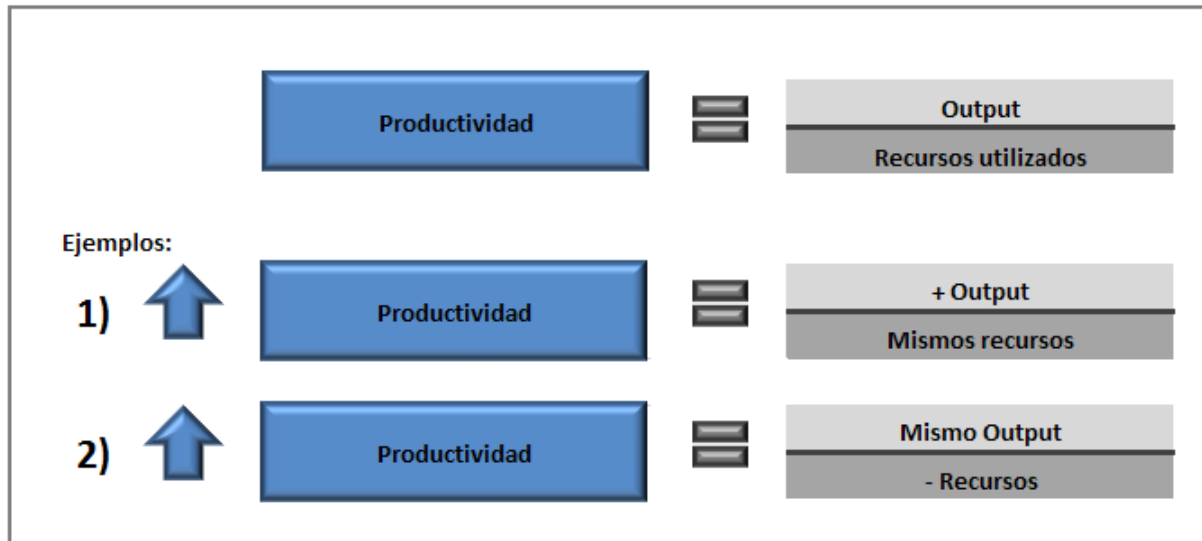 Productividad
Output
Recursos utilizados
Ejemplos:
1)
Productividad
+ Output
Mismos recursos
2)
Productividad
Mismo Output
- Recursos